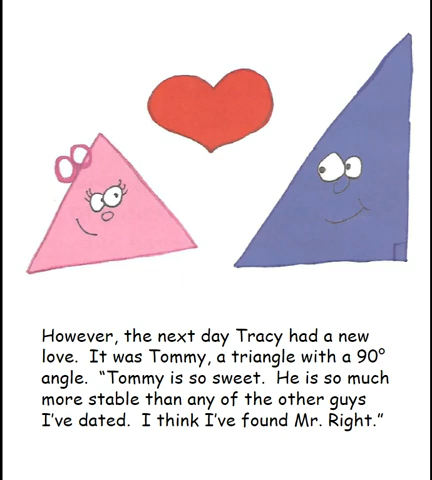 However, the next day Tracy had a new
love.  It was Tommy, a triangle with a 90°
angle.  “Tommy is so sweet.  He is so much
more stable than any of the other guys
I’ve dated.  I think I’ve found Mr. Right.”